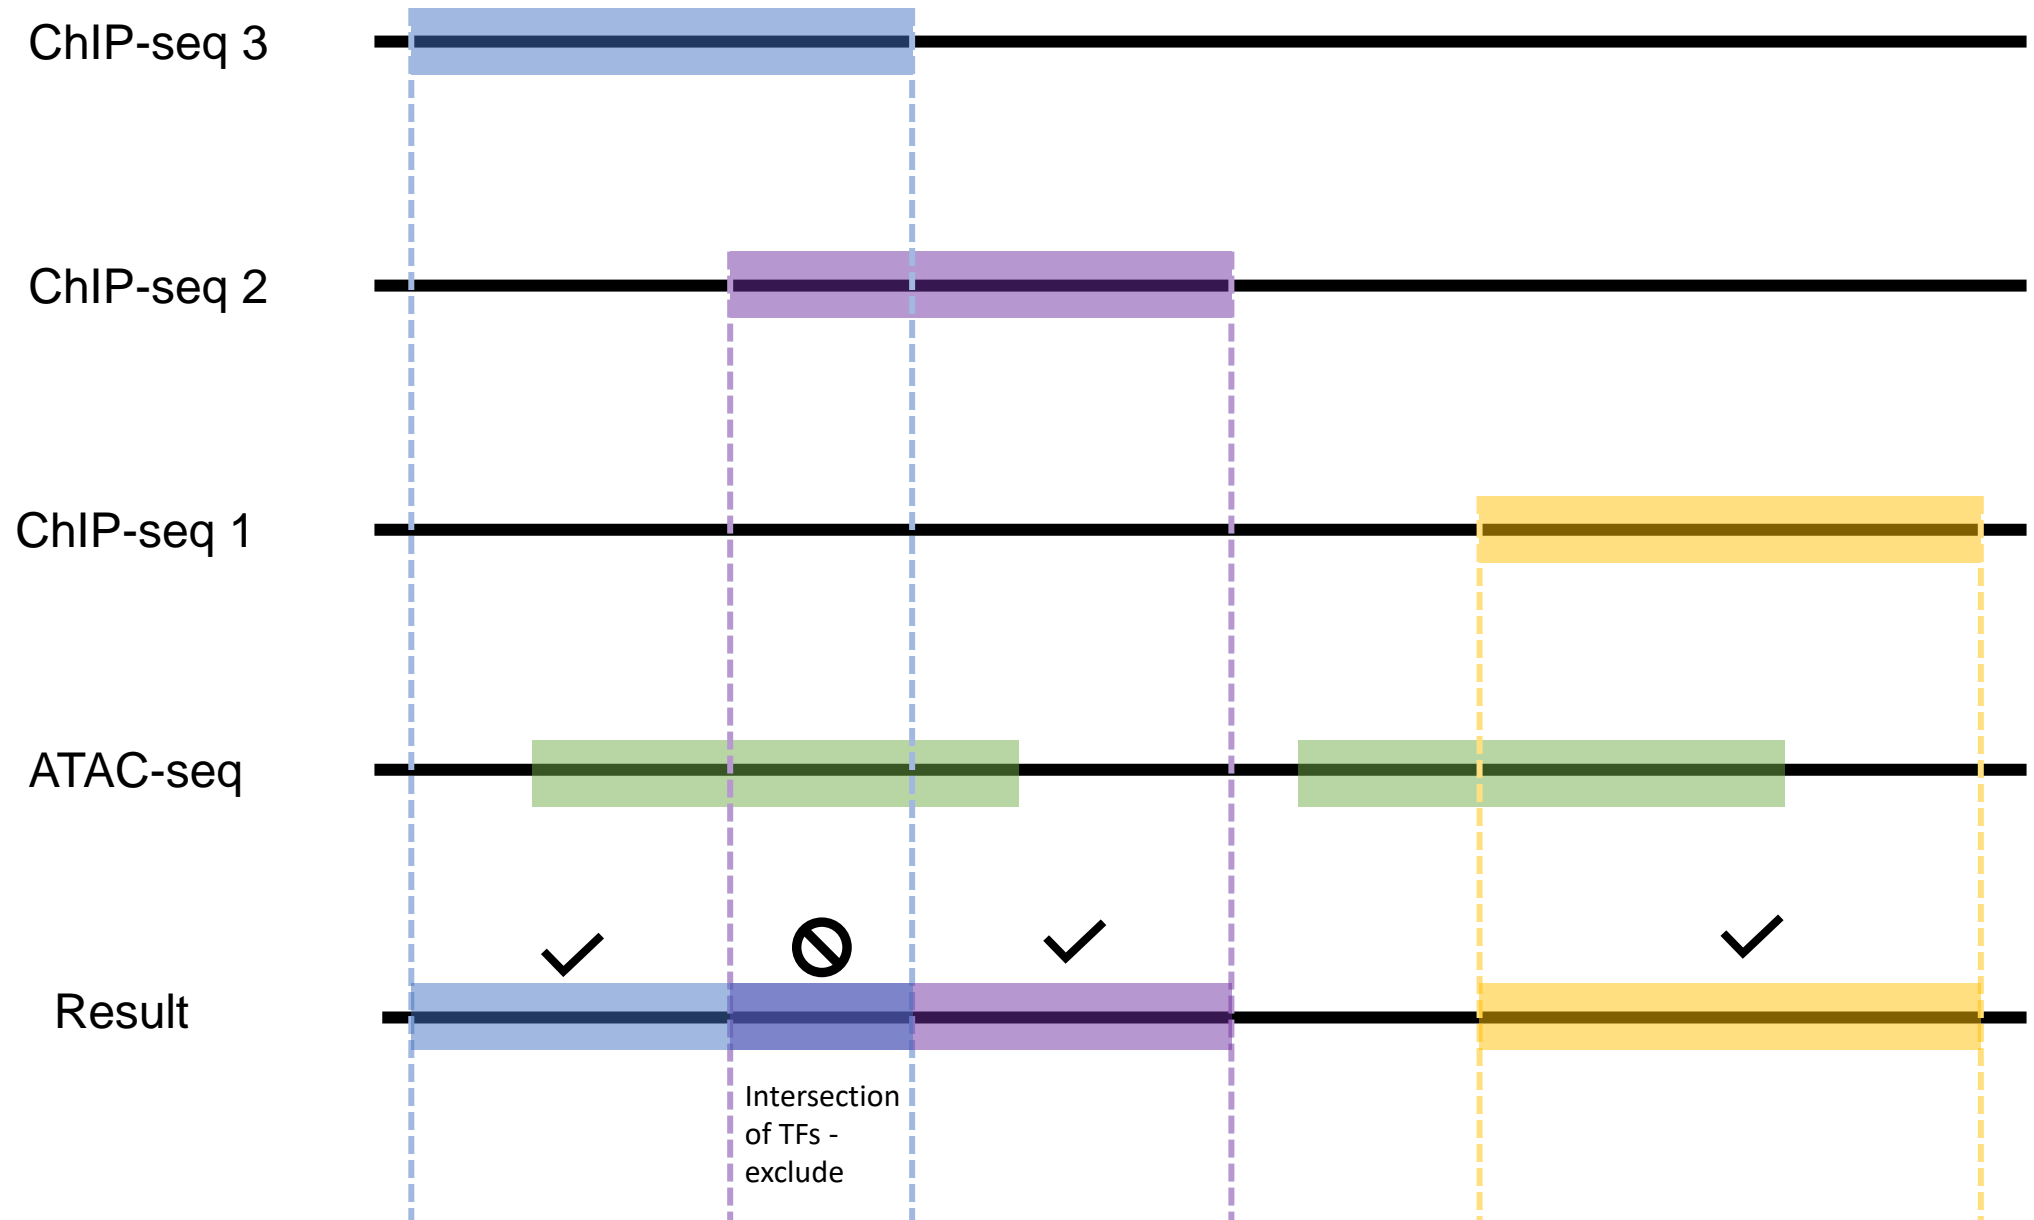 ChIP-seq 3
ChIP-seq 2
ChIP-seq 1
ATAC-seq
Result
Intersection
of TFs -
exclude